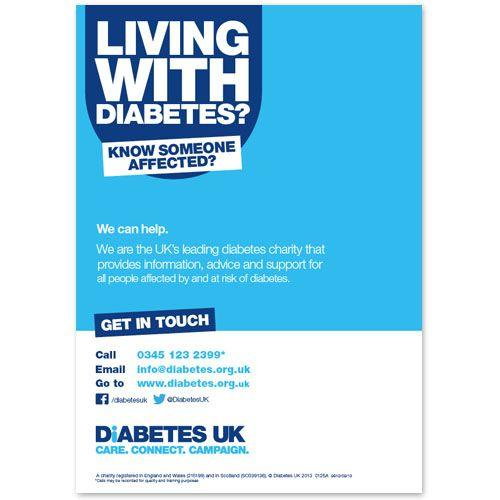 LIVING
WITH
DIABETES?
KNOW SOMEONE
AFFECTED?
We can help.
We are the UK's leading diabetes charity that
provides information, advice and support for
all people affected by and at risk of diabetes.
GET IN TOUCH
Call 0345 123 2399*
Email info@diabetes.org.uk
Go to www.diabetes.org.uk
/diabetesuk @DiabetesUK
DiABETES UK
CARE. CONNECT. CAMPAIGN.
A charity registered in England and Wales (215199) and in Scotland (SC039136). © Diabetes UK 2013 0125A
*Calls may be recorded for quality and training purposes.